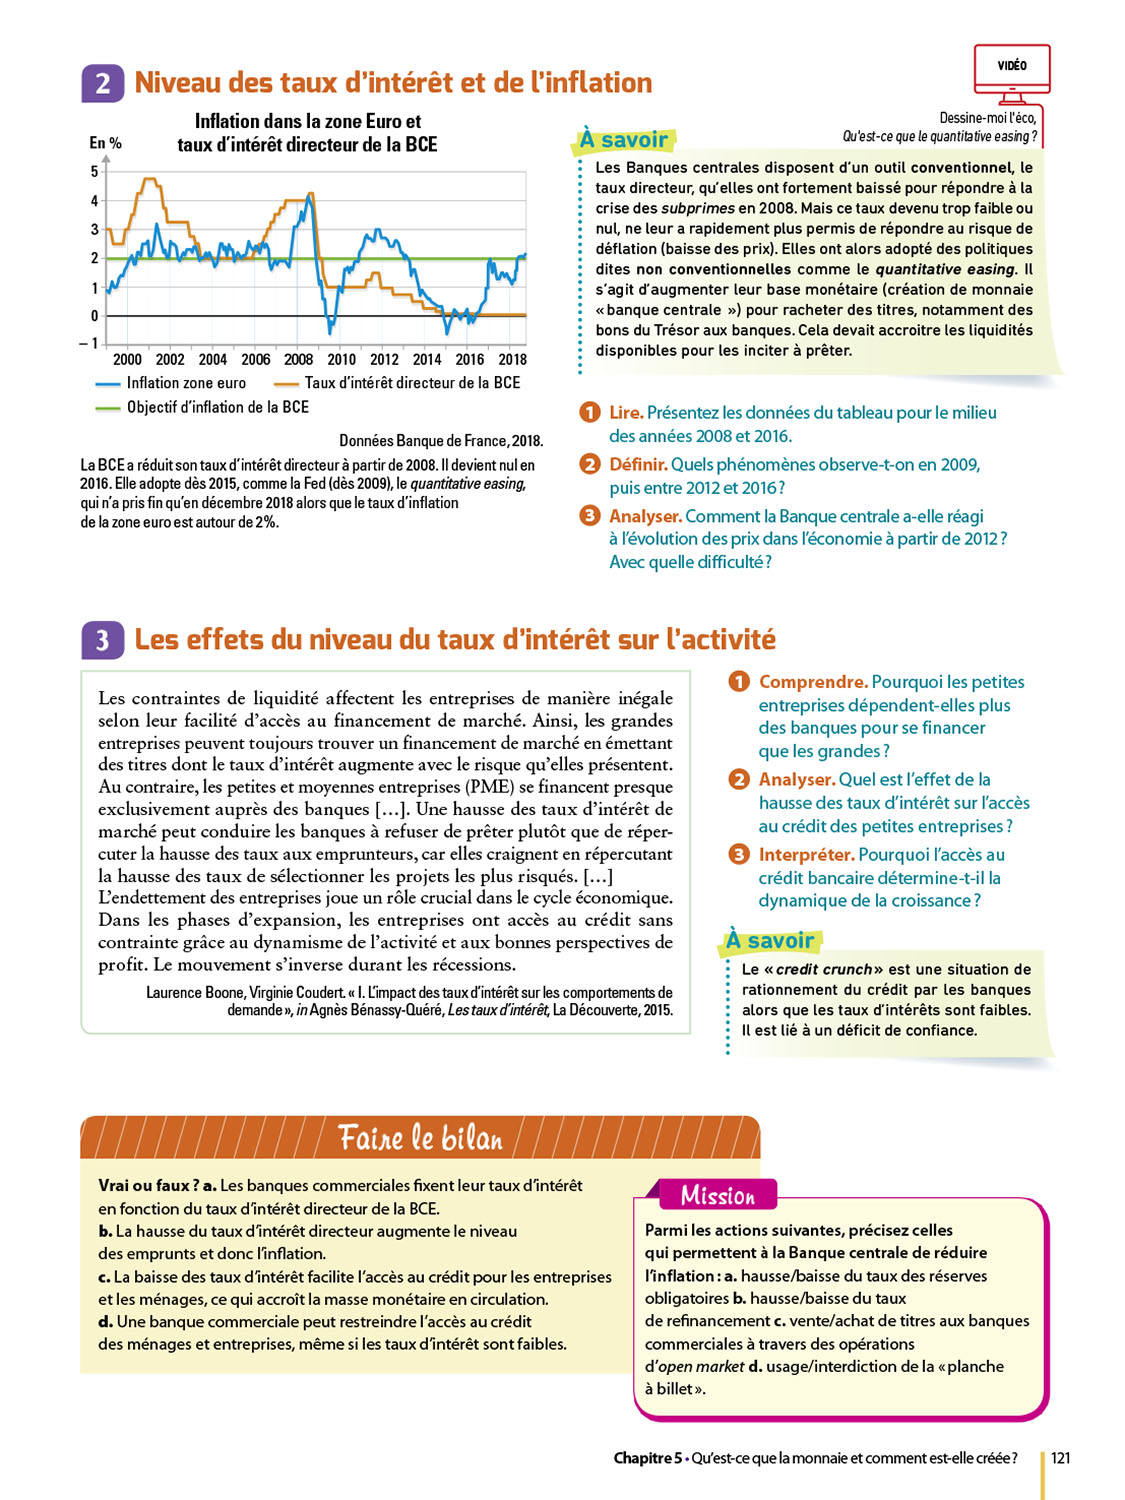 VIDÉO
Dessine-moi l'éco,
Qu'est-ce que le quantitative easing ?
2 Niveau des taux d'intérêt et de l'inflation
Inflation dans la zone Euro et
taux d'intérêt directeur de la BCE
En %
5
4
3
2
1
0
– 1
2000 2002 2004 2006 2008 2010 2012 2014 2016 2018
Inflation zone euro
Taux d'intérêt directeur de la BCE
Objectif d'inflation de la BCE
Données Banque de France, 2018.
La BCE a réduit son taux d'intérêt directeur à partir de 2008. Il devient nul en
2016. Elle adopte dès 2015, comme la Fed (dès 2009), le quantitative easing,
qui n'a pris fin qu'en décembre 2018 alors que le taux d'inflation
de la zone euro est autour de 2%.
À savoir
Les Banques centrales disposent d'un outil conventionnel, le
taux directeur, qu'elles ont fortement baissé pour répondre à la
crise des subprimes en 2008. Mais ce taux devenu trop faible ou
nul, ne leur a rapidement plus permis de répondre au risque de
déflation (baisse des prix). Elles ont alors adopté des politiques
dites non conventionnelles comme le quantitative easing. Il
s'agit d'augmenter leur base monétaire (création de monnaie
« banque centrale ») pour racheter des titres, notamment des
bons du Trésor aux banques. Cela devait accroitre les liquidités
disponibles pour les inciter à prêter.
1 Lire. Présentez les données du tableau pour le milieu
des années 2008 et 2016.
2 Définir. Quels phénomènes observe-t-on en 2009,
puis entre 2012 et 2016 ?
3 Analyser. Comment la Banque centrale a-elle réagi
à l'évolution des prix dans l'économie à partir de 2012 ?
Avec quelle difficulté ?
3 Les effets du niveau du taux d'intérêt sur l'activité
Les contraintes de liquidité affectent les entreprises de manière inégale
selon leur facilité d'accès au financement de marché. Ainsi, les grandes
entreprises peuvent toujours trouver un financement de marché en émettant
des titres dont le taux d'intérêt augmente avec le risque qu'elles présentent.
Au contraire, les petites et moyennes entreprises (PME) se financent presque
exclusivement auprès des banques [...]. Une hausse des taux d'intérêt de
marché peut conduire les banques à refuser de prêter plutôt que de réper-
cuter la hausse des taux aux emprunteurs, car elles craignent en répercutant
la hausse des taux de sélectionner les projets les plus risqués. [...]
L'endettement des entreprises joue un rôle crucial dans le cycle économique.
Dans les phases d'expansion, les entreprises ont accès au crédit sans
contrainte grâce au dynamisme de l'activité et aux bonnes perspectives de
profit. Le mouvement s'inverse durant les récessions.
Laurence Boone, Virginie Coudert. « I. L'impact des taux d'intérêt sur les comportements de
demande », in Agnès Bénassy-Quéré, Les taux d'intérêt, La Découverte, 2015.
1 Comprendre. Pourquoi les petites
entreprises dépendent-elles plus
des banques pour se financer
que les grandes ?
2 Analyser. Quel est l'effet de la
hausse des taux d'intérêt sur l'accès
au crédit des petites entreprises ?
3 Interpréter. Pourquoi l'accès au
crédit bancaire détermine-t-il la
dynamique de la croissance ?
À savoir
Le « credit crunch » est une situation de
rationnement du crédit par les banques
alors que les taux d'intérêts sont faibles.
Il est lié à un déficit de confiance.
Faire le bilan
Vrai ou faux ? a. Les banques commerciales fixent leur taux d'intérêt
en fonction du taux d'intérêt directeur de la BCE.
b. La hausse du taux d'intérêt directeur augmente le niveau
des emprunts et donc l'inflation.
c. La baisse des taux d'intérêt facilite l'accès au crédit pour les entreprises
et les ménages, ce qui accroît la masse monétaire en circulation.
d. Une banque commerciale peut restreindre l'accès au crédit
des ménages et entreprises, même si les taux d'intérêt sont faibles.
Mission
Parmi les actions suivantes, précisez celles
qui permettent à la Banque centrale de réduire
l'inflation : a. hausse/baisse du taux des réserves
obligatoires b. hausse/baisse du taux
de refinancement c. vente/achat de titres aux banques
commerciales à travers des opérations
d'open market d. usage/interdiction de la « planche
à billet ».
Chapitre 5 • Qu'est-ce que la monnaie et comment est-elle créée ? 121